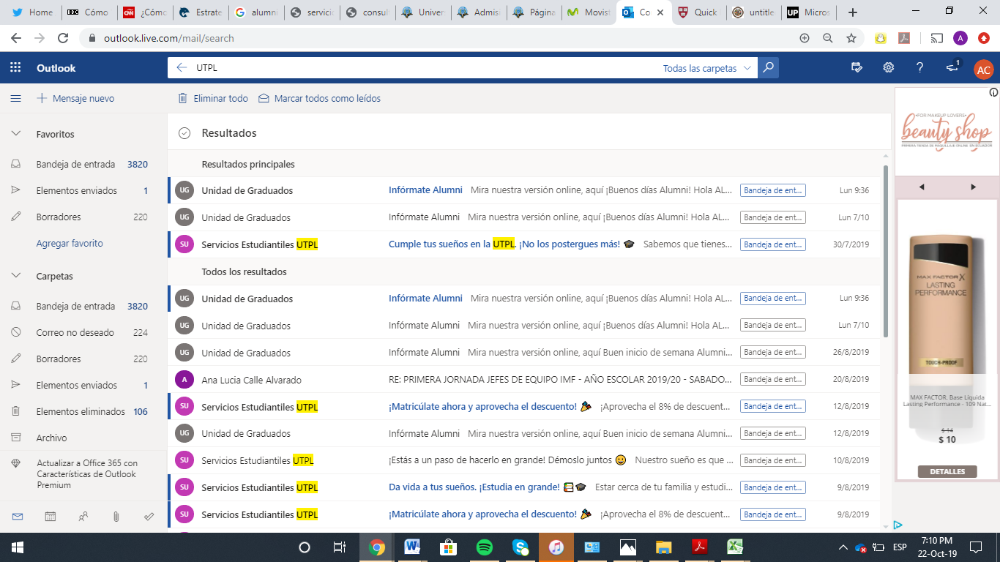 Home
Cómo
¿Cómo
Estrate
alumni
servicio
consult
Univer
Admis
Página
Movist
Co
Quick
untitle
Micros
outlook.live.com/mail/search
A
Outlook
UTPL
Todas las carpetas
1
AC
Mensaje nuevo
Eliminar todo
Marcar todos como leídos
Favoritos
Bandeja de entrada 3820
Elementos enviados 1
Borradores 220
Agregar favorito
Carpetas
Bandeja de entrada 3820
Correo no deseado 224
Borradores 220
Elementos enviados 1
Elementos eliminados 106
Archivo
Actualizar a Office 365 con
Características de Outlook
Premium
Resultados
Resultados principales
UG Unidad de Graduados Infórmate Alumni Mira nuestra versión online, aquí ¡Buenos días Alumni! Hola AL... Bandeja de ent... Lun 9:36
UG Unidad de Graduados Infórmate Alumni Mira nuestra versión online, aquí ¡Buenos días Alumni! Hola AL... Bandeja de ent... Lun 7/10
SU Servicios Estudiantiles UTPL Cumple tus sueños en la UTPL. ¡No los postergues más! 🎓 Sabemos que tienes... Bandeja de ent... 30/7/2019
Todos los resultados
UG Unidad de Graduados Infórmate Alumni Mira nuestra versión online, aquí ¡Buenos días Alumni! Hola AL... Bandeja de ent... Lun 9:36
UG Unidad de Graduados Infórmate Alumni Mira nuestra versión online, aquí ¡Buenos días Alumni! Hola AL... Bandeja de ent... Lun 7/10
UG Unidad de Graduados Infórmate Alumni Mira nuestra versión online, aquí Buen inicio de semana Alumni... Bandeja de ent... 26/8/2019
A Ana Lucia Calle Alvarado RE: PRIMERA JORNADA JEFES DE EQUIPO IMF - AÑO ESCOLAR 2019/20 - SABADO... Bandeja de ent... 20/8/2019
SU Servicios Estudiantiles UTPL ¡Matricúlate ahora y aprovecha el descuento! 🎉 ¡Aprovecha el 8% de descuent... Bandeja de ent... 12/8/2019
UG Unidad de Graduados Infórmate Alumni Mira nuestra versión online, aquí Buen inicio de semana Alumni... Bandeja de ent... 12/8/2019
SU Servicios Estudiantiles UTPL ¡Estás a un paso de hacerlo en grande! Démoslo juntos 😀 Nuestro sueño es que ... Bandeja de ent... 10/8/2019
SU Servicios Estudiantiles UTPL Da vida a tus sueños. ¡Estudia en grande! 📚🎓 Estar cerca de tu familia y estudi... Bandeja de ent... 9/8/2019
SU Servicios Estudiantiles UTPL ¡Matricúlate ahora y aprovecha el descuento! 🎉 ¡Aprovecha el 8% de descuent... Bandeja de ent... 9/8/2019
•FOR MAKEUP LOVERS•
beauty shop
PRIMERA TIENDA DE MAQUILLAJE ONLINE EN ECUADOR
MAX FACTOR X
LASTING
PERFORMANCE
TOUCH-PROOF
MAX FACTOR. Base Líquida
Lasting Performance - 109 Nat...
$ 14
$ 10
DETALLES
ESP
7:10 PM
22-Oct-19